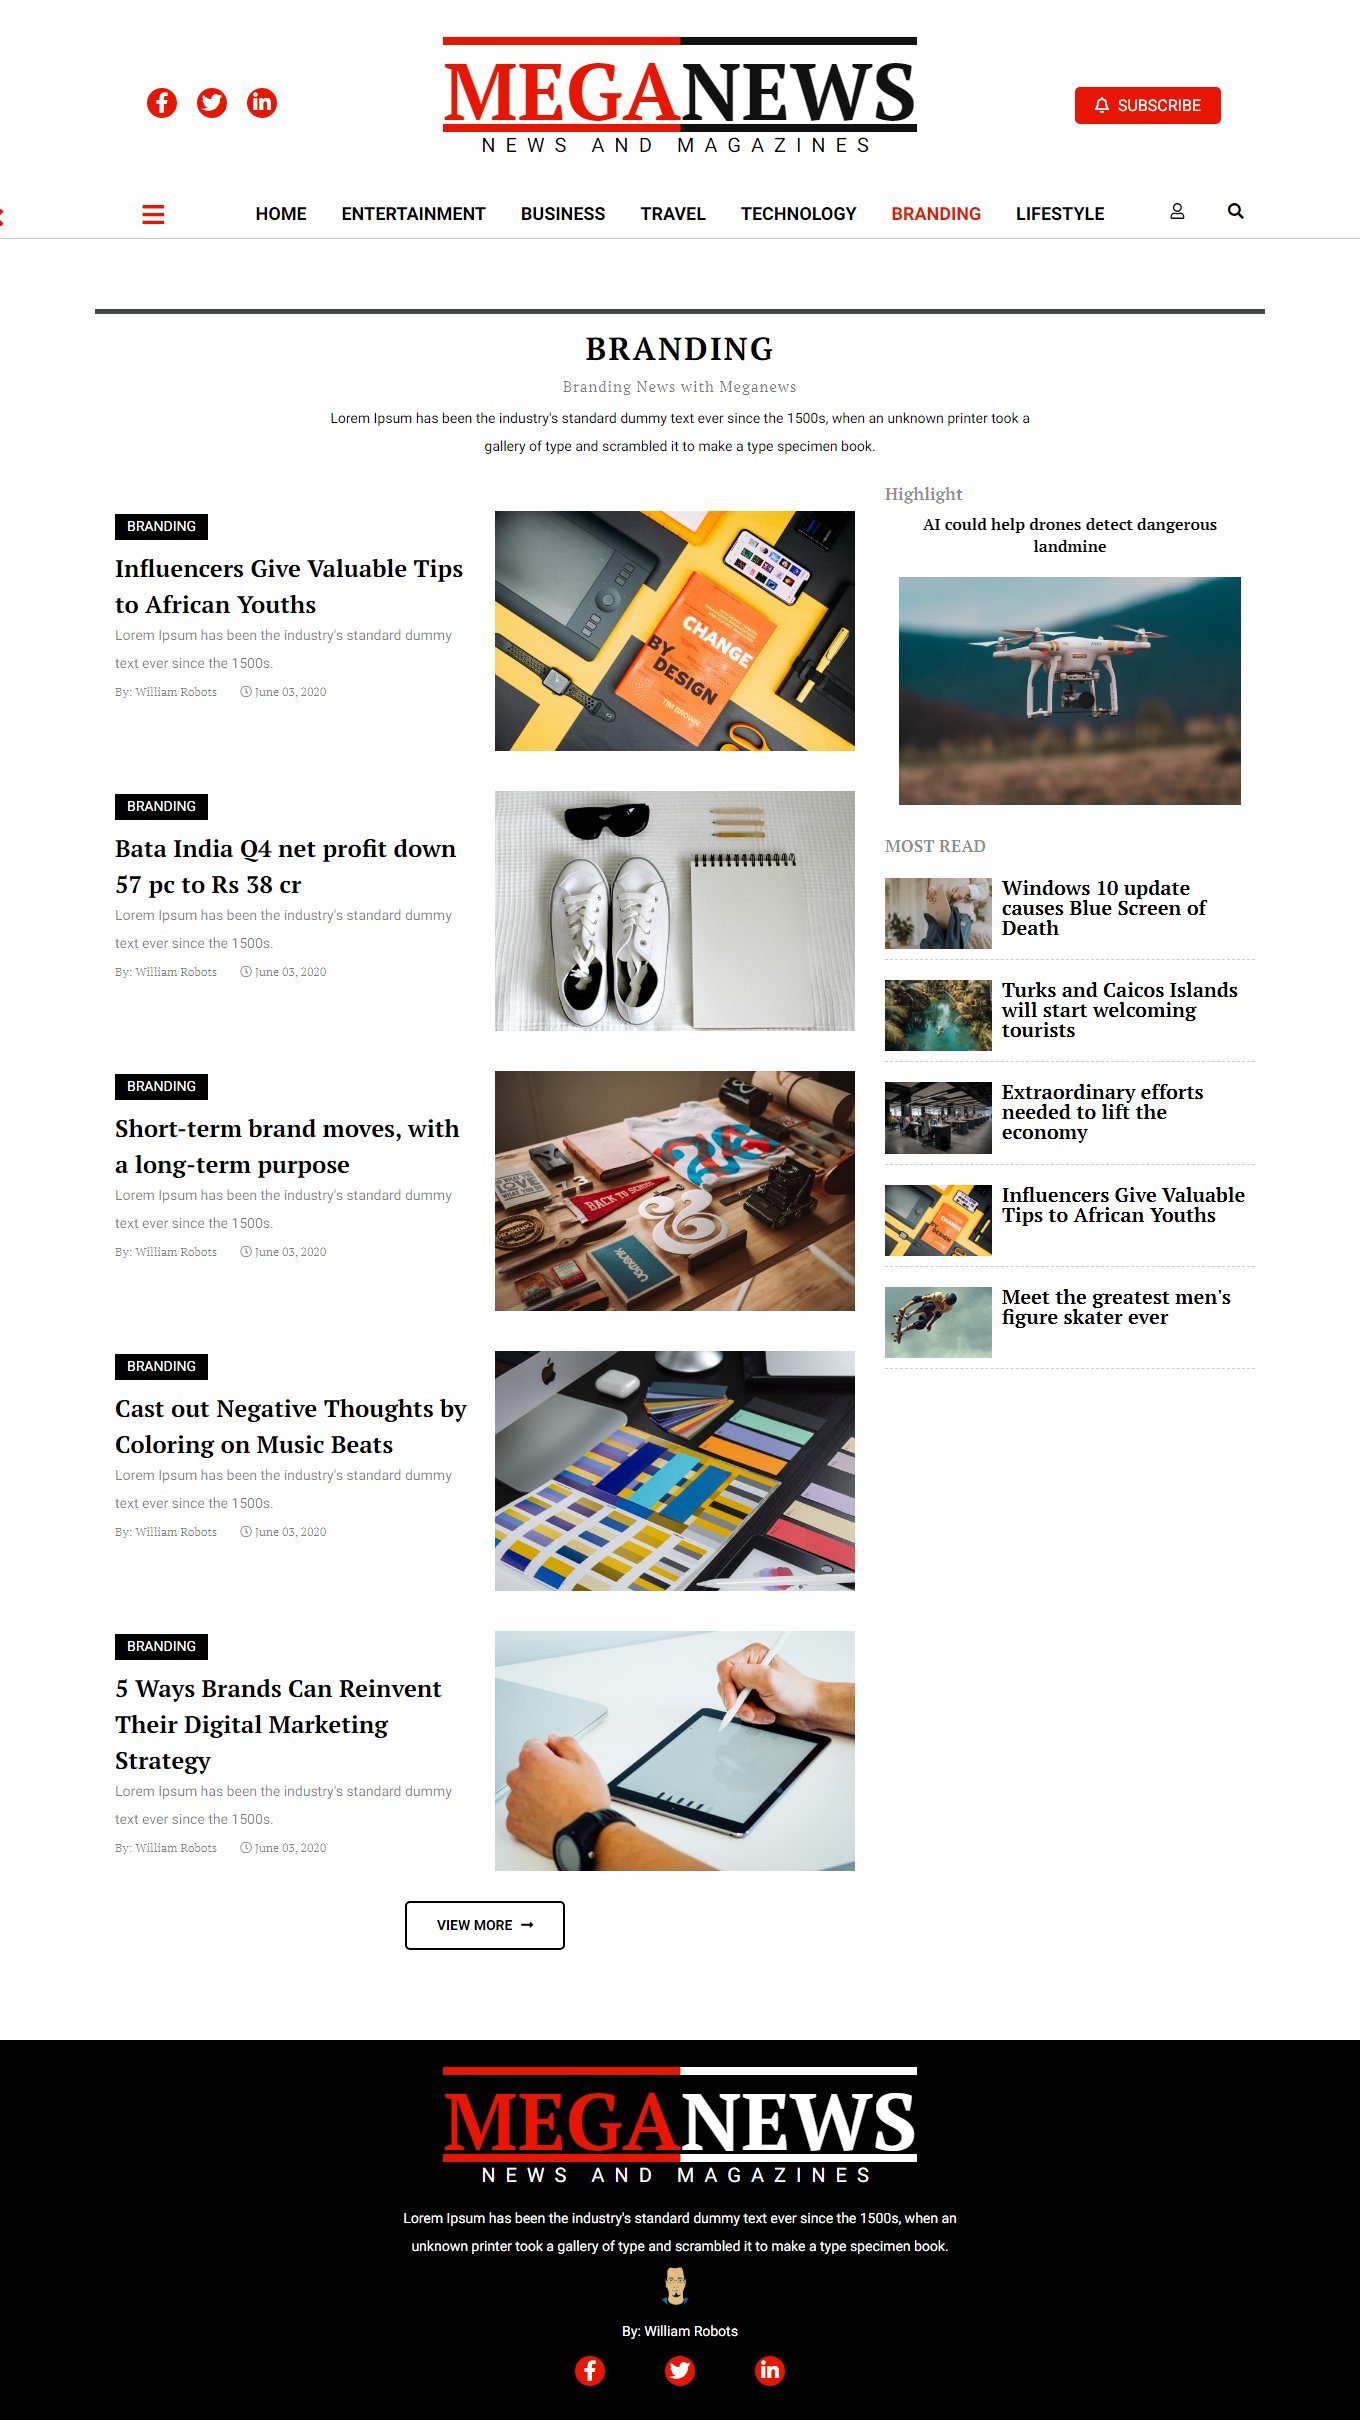 MEGANEWS
NEWS AND MAGAZINES
SUBSCRIBE
HOME ENTERTAINMENT BUSINESS TRAVEL TECHNOLOGY BRANDING LIFESTYLE
BRANDING
Branding News with Meganews
Lorem Ipsum has been the industry's standard dummy text ever since the 1500s, when an unknown printer took a
gallery of type and scrambled it to make a type specimen book.
BRANDING
Influencers Give Valuable Tips
to African Youths
Lorem Ipsum has been the industry's standard dummy
text ever since the 1500s.
By: William Robots June 03, 2020
CHANGE
BY
DESIGN
TIM BROWN
BRANDING
Bata India Q4 net profit down
57 pc to Rs 38 cr
Lorem Ipsum has been the industry's standard dummy
text ever since the 1500s.
By: William Robots June 03, 2020
BRANDING
Short-term brand moves, with
a long-term purpose
Lorem Ipsum has been the industry's standard dummy
text ever since the 1500s.
By: William Robots June 03, 2020
LOVE
BACK TO SCHOOL
BRANDING
Cast out Negative Thoughts by
Coloring on Music Beats
Lorem Ipsum has been the industry's standard dummy
text ever since the 1500s.
By: William Robots June 03, 2020
BRANDING
5 Ways Brands Can Reinvent
Their Digital Marketing
Strategy
Lorem Ipsum has been the industry's standard dummy
text ever since the 1500s.
By: William Robots June 03, 2020
VIEW MORE
Highlight
AI could help drones detect dangerous
landmine
MOST READ
Windows 10 update
causes Blue Screen of
Death
Turks and Caicos Islands
will start welcoming
tourists
Extraordinary efforts
needed to lift the
economy
Influencers Give Valuable
Tips to African Youths
CHANGE
BY
DESIGN
Meet the greatest men's
figure skater ever
MEGANEWS
NEWS AND MAGAZINES
Lorem Ipsum has been the industry's standard dummy text ever since the 1500s, when an
unknown printer took a gallery of type and scrambled it to make a type specimen book.
By: William Robots